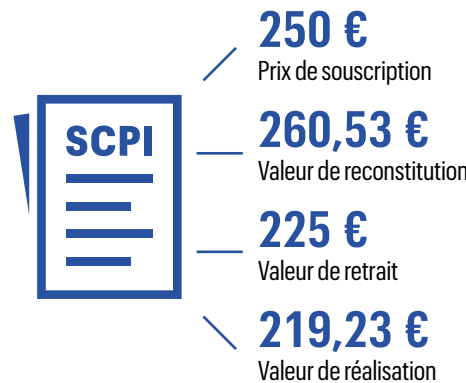 250 €
Prix de souscription
SCPI
260,53 €
Valeur de reconstitution
225 €
Valeur de retrait
219,23 €
Valeur de réalisation